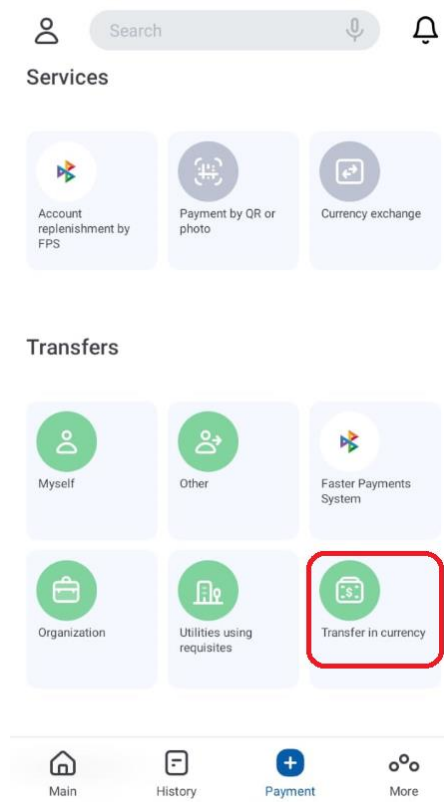 Search
Services
Account
replenishment by
FPS
Payment by QR or
photo
Currency exchange
Transfers
Myself
Other
Faster Payments
System
Organization
Utilities using
requisites
Transfer in currency
Main
History
Payment
More